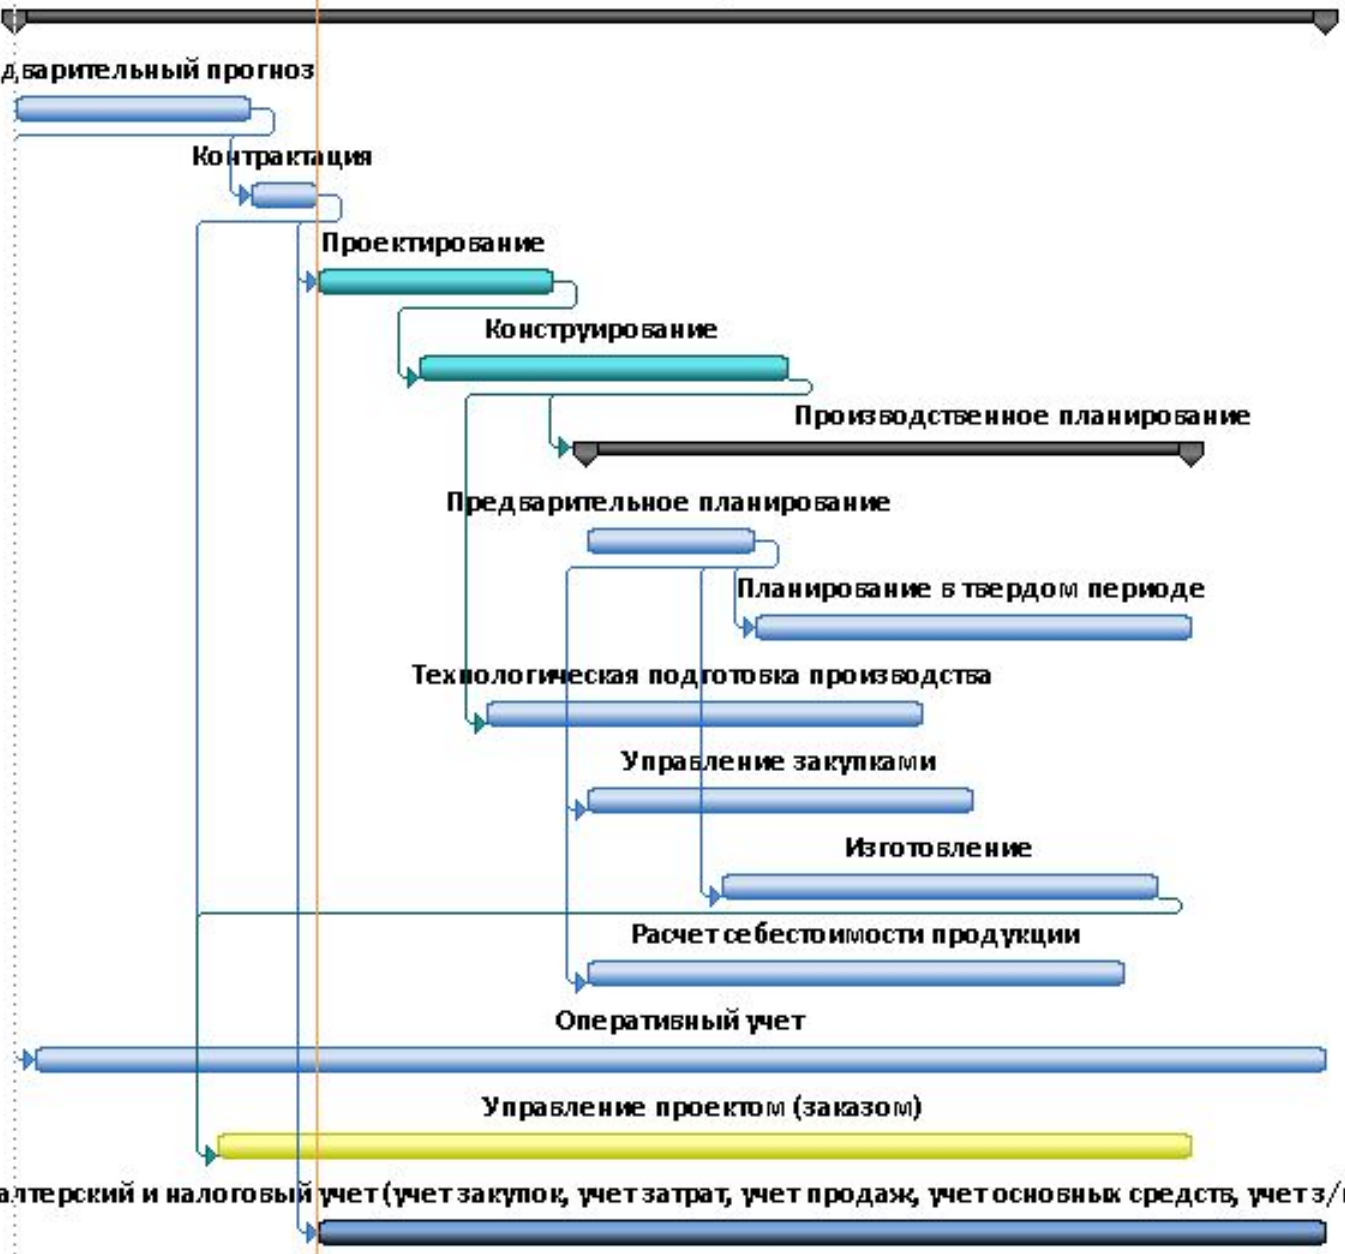 дварительный прогноз
Контрактация
Проектирование
Конструирование
Производственное планирование
Предварительное планирование
Планирование в твердом периоде
Технологическая подготовка производства
Управление закупками
Изготовление
Расчет себестоимости продукции
Оперативный учет
Управление проектом (заказом)
алтерский и налоговый учет (учет закупок, учет затрат, учет продаж, учет основных средств, учет з/